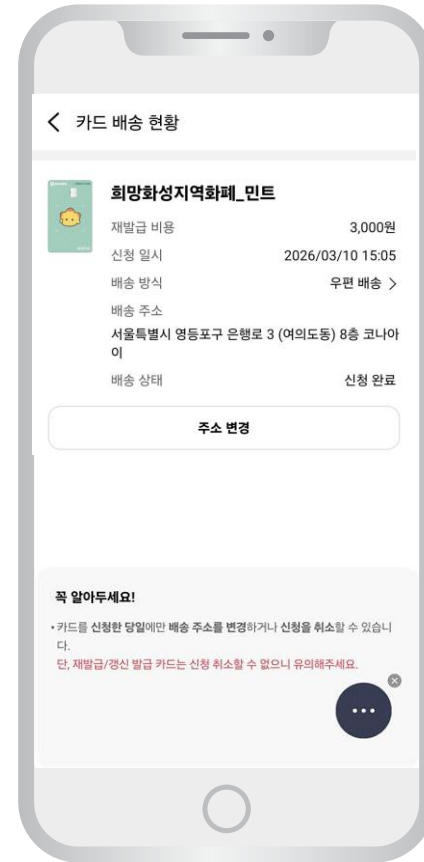 카드 배송 현황
희망화성지역화폐_민트
재발급 비용 3,000원
신청 일시 2026/03/10 15:05
배송 방식 우편 배송 >
배송 주소
서울특별시 영등포구 은행로 3 (여의도동) 8층 코나아
이
배송 상태 신청 완료
주소 변경
꼭 알아두세요!
• 카드를 신청한 당일에만 배송 주소를 변경하거나 신청을 취소할 수 있습니
다.
단, 재발급/갱신 발급 카드는 신청 취소할 수 없으니 유의해주세요.